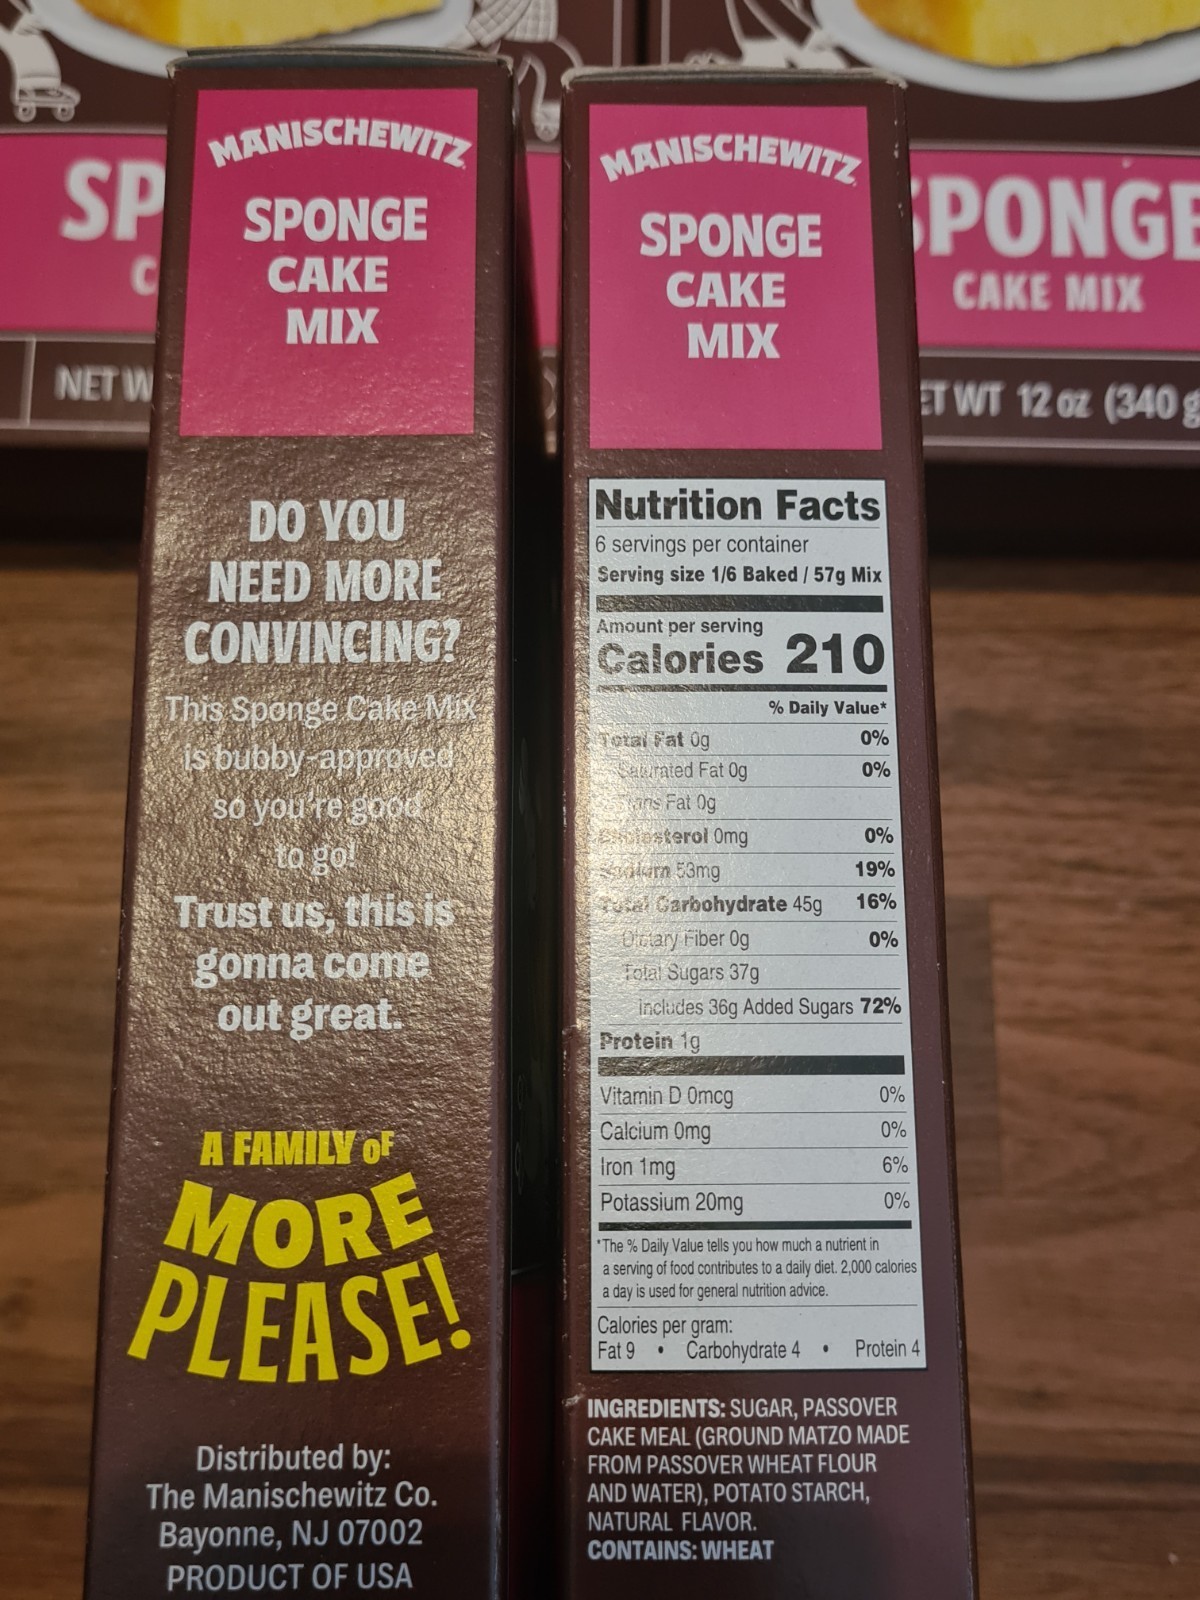 MANISCHEWITZ
SPONGE
CAKE
MIX
DO YOU
NEED MORE
CONVINCING?
This Sponge Cake Mix
is bubby-approved
so you're good
to go!
Trust us, this is
gonna come
out great.
A FAMILY OF
MORE
PLEASE!
Distributed by:
The Manischewitz Co.
Bayonne, NJ 07002
PRODUCT OF USA
MANISCHEWITZ
SPONGE
CAKE
MIX
Nutrition Facts
6 servings per container
Serving size 1/6 Baked / 57g Mix
Amount per serving
Calories 210
% Daily Value*
Total Fat 0g 0%
Saturated Fat 0g 0%
Trans Fat 0g
Cholesterol 0mg 0%
Sodium 53mg 19%
Total Carbohydrate 45g 16%
Dietary Fiber 0g 0%
Total Sugars 37g
Includes 36g Added Sugars 72%
Protein 1g
Vitamin D 0mcg 0%
Calcium 0mg 0%
Iron 1mg 6%
Potassium 20mg 0%
*The % Daily Value tells you how much a nutrient in
a serving of food contributes to a daily diet. 2,000 calories
a day is used for general nutrition advice.
Calories per gram:
Fat 9 • Carbohydrate 4 • Protein 4
INGREDIENTS: SUGAR, PASSOVER
CAKE MEAL (GROUND MATZO MADE
FROM PASSOVER WHEAT FLOUR
AND WATER), POTATO STARCH,
NATURAL FLAVOR.
CONTAINS: WHEAT
SP
C
NET W
SPONGE
CAKE MIX
ET WT 12 oz (340 g